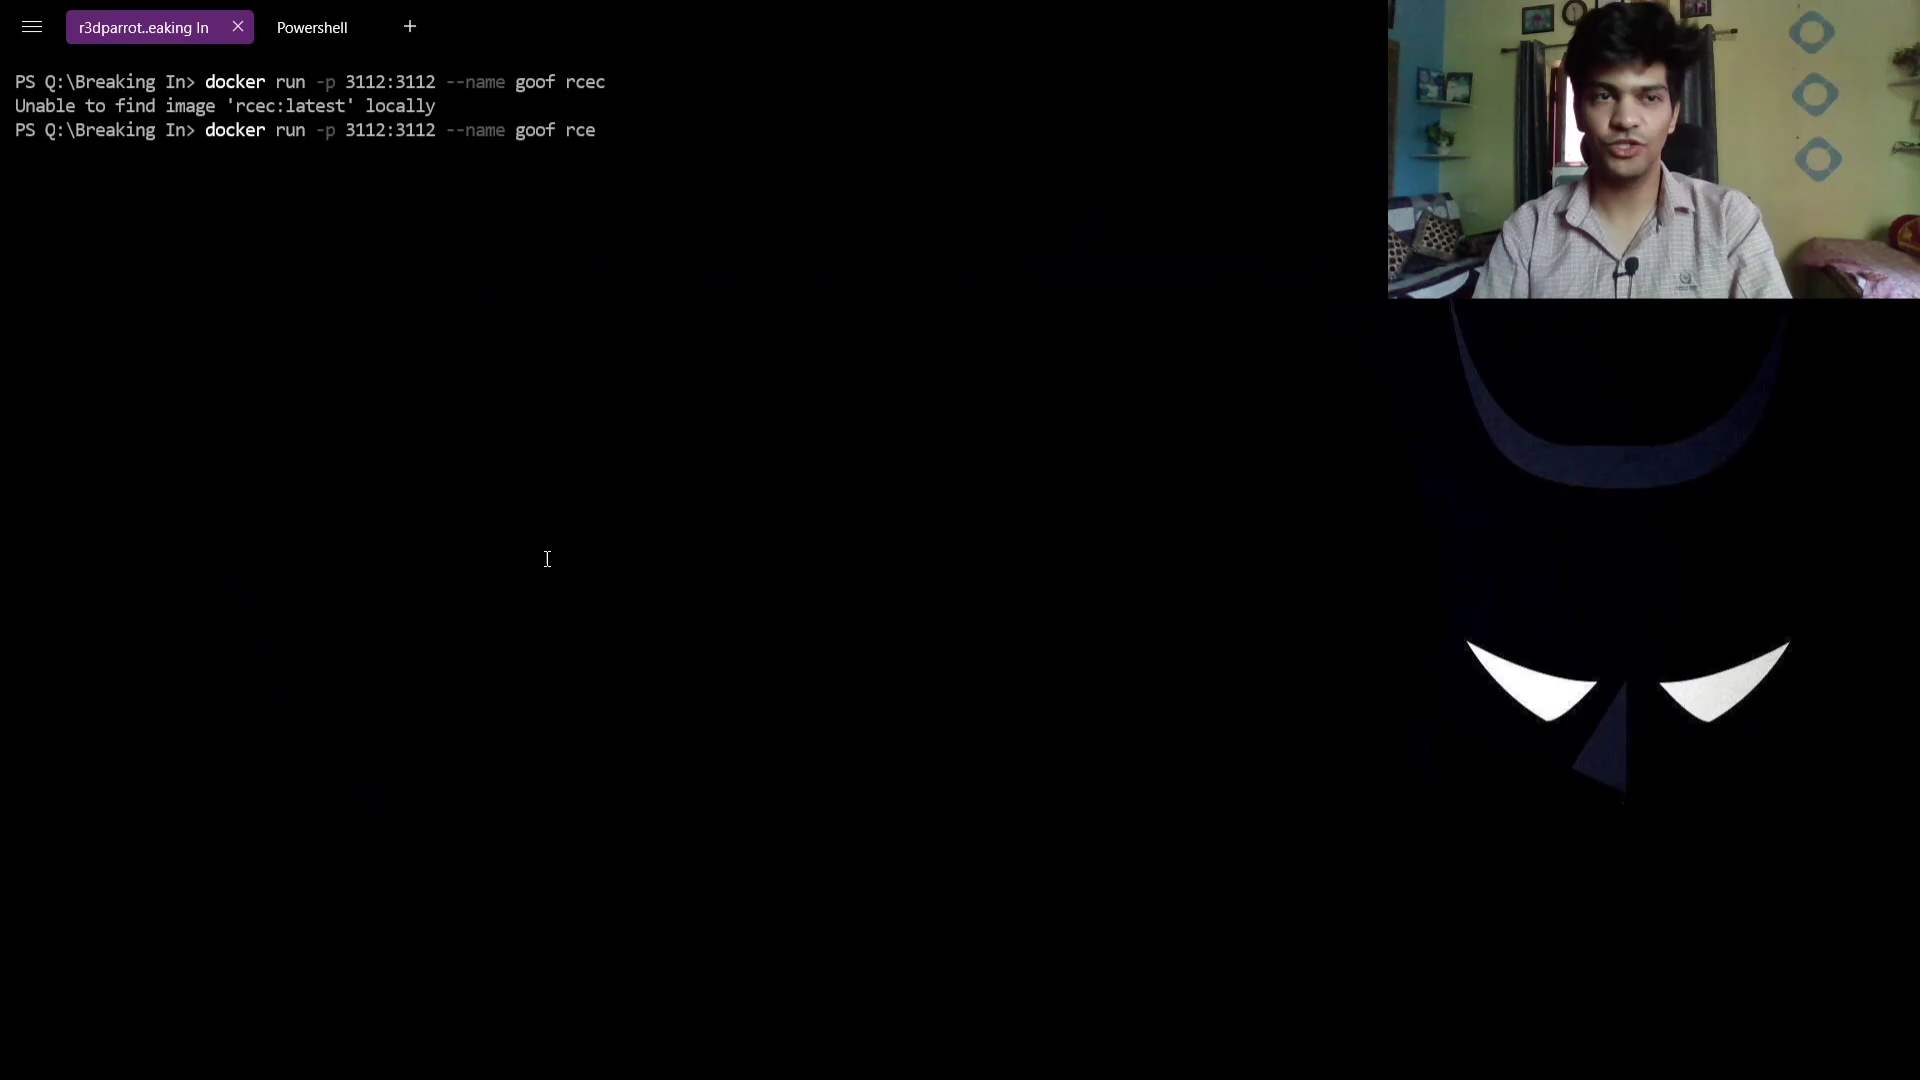 r3dparrot..eaking In
Powershell
PS Q:\Breaking In> docker run -p 3112:3112 --name goof rcec
Unable to find image 'rcec:latest' locally
PS Q:\Breaking In> docker run -p 3112:3112 --name goof rce